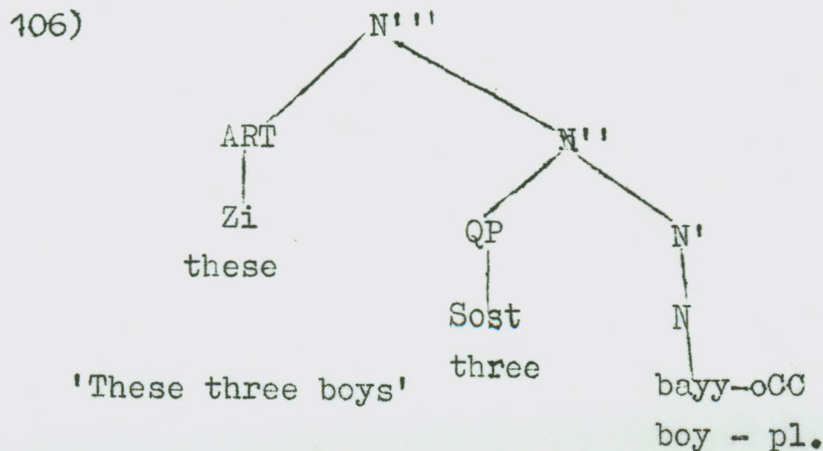 106) N'''
ART N''
Zi QP N'
these
Sost N
'These three boys' three bayy-oCC
boy - pl.